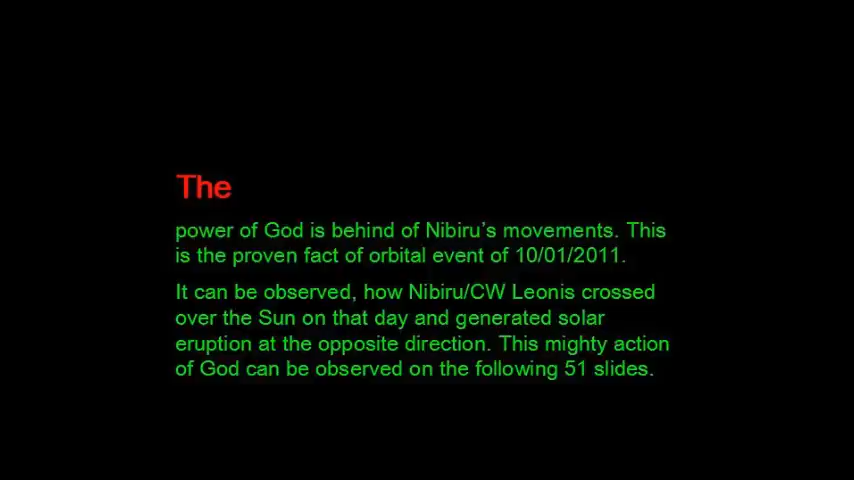 The
power of God is behind of Nibiru’s movements. This
is the proven fact of orbital event of 10/01/2011.
It can be observed, how Nibiru/CW Leonis crossed
over the Sun on that day and generated solar
eruption at the opposite direction. This mighty action
of God can be observed on the following 51 slides.